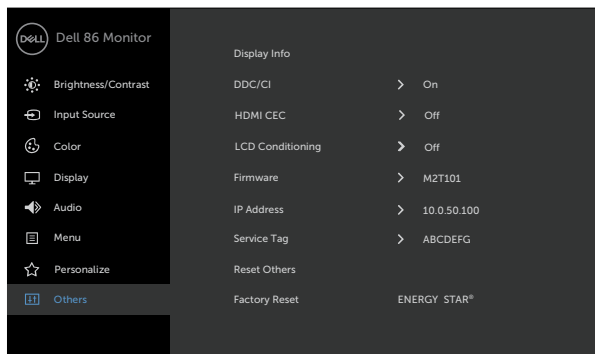 DELL
Dell 86 Monitor
Brightness/Contrast
Input Source
Color
Display
Audio
Menu
Personalize
Others
Display Info
DDC/CI > On
HDMI CEC > Off
LCD Conditioning > Off
Firmware > M2T101
IP Address > 10.0.50.100
Service Tag > ABCDEFG
Reset Others
Factory Reset ENERGY STAR®